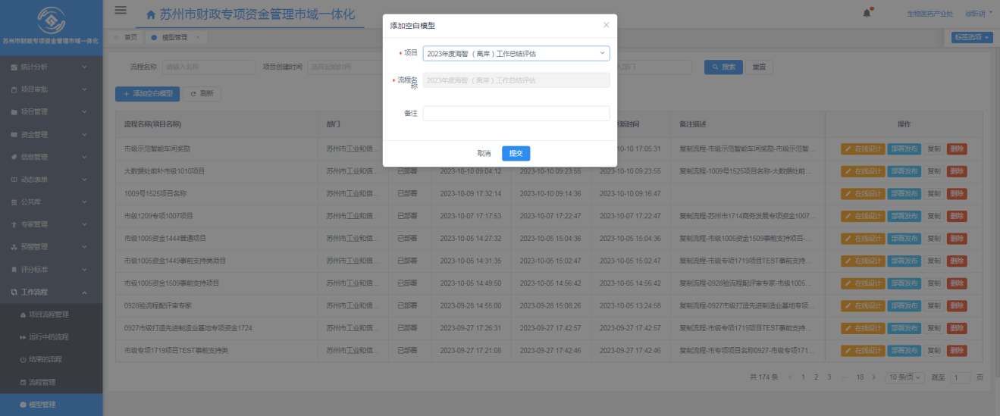 苏州市财政专项资金管理市域一体化
苏州市财政专项资金管理市域一体化
生物医药产业处 徐昕玥
首页 模型管理 ×
标签选项
统计分析
项目审批
项目管理
资金管理
信息管理
动态表单
公共库
专家管理
预警管理
评分标准
工作流程
项目流程管理
运行中的流程
结束的流程
流程管理
模型管理
流程名称 请输入名称 项目创建时间 搜索 重置
+ 添加空白模型 刷新
添加空白模型 ×
* 项目 2023年度海智（离岸）工作总结评估
* 流程名称 2023年度海智（离岸）工作总结评估
备注
取消 提交
流程名称(项目名称) 部门 更新时间 备注描述 操作
市级示范智能车间奖励 苏州市工业和信... 10-10 17:05:31 复制流程-市级示范智能车间奖励-市级示范智... 在线设计 部署发布 复制 删除
大数据处前补市级1010项目 苏州市工业和信... 已部署 2023-10-10 09:04:12 2023-10-10 09:23:55 2023-10-10 09:23:55 复制流程-1009号1525项目名称-大数据处前... 在线设计 部署发布 复制 删除
1009号1525项目名称 苏州市工业和信... 已部署 2023-10-09 17:32:14 2023-10-10 09:14:36 2023-10-10 09:16:47 在线设计 部署发布 复制 删除
市级1209专项1007项目 苏州市工业和信... 已部署 2023-10-07 17:17:53 2023-10-07 17:22:47 2023-10-07 17:22:47 复制流程-苏州市1714商务发展专项资金1007... 在线设计 部署发布 复制 删除
市级1005资金1444普通项目 苏州市工业和信... 已部署 2023-10-05 14:27:32 2023-10-05 15:04:36 2023-10-05 15:04:36 复制流程-市级1005资金1509事前支持项目-... 在线设计 部署发布 复制 删除
市级1005资金1449事前支持类项目 苏州市工业和信... 已部署 2023-10-05 14:31:35 2023-10-05 15:02:47 2023-10-05 15:02:47 复制流程-市级专项1719项目TEST事前支持... 在线设计 部署发布 复制 删除
市级1005资金1509事前支持项目 苏州市工业和信... 已部署 2023-10-05 14:49:50 2023-10-05 14:56:42 2023-10-05 14:56:42 复制流程-0928验流程配评审专家-市级1005... 在线设计 部署发布 复制 删除
0928验流程配评审专家 苏州市工业和信... 已部署 2023-09-28 14:55:00 2023-09-28 15:08:26 2023-10-05 13:24:58 复制流程-0927市级打造先进制造业基地专项... 在线设计 部署发布 复制 删除
0927市级打造先进制造业基地专项资金1724 苏州市工业和信... 已部署 2023-09-27 17:26:31 2023-09-27 17:42:57 2023-09-27 17:42:57 复制流程-市级专项1719项目TEST事前支持... 在线设计 部署发布 复制 删除
市级专项1719项目TEST事前支持类 苏州市工业和信... 已部署 2023-09-27 17:21:08 2023-09-27 17:42:46 2023-09-27 17:42:46 复制流程-市专项项目名称0927-市级专项171... 在线设计 部署发布 复制 删除
共 174 条 1 2 3 ··· 18 10 条/页 跳至 1 页